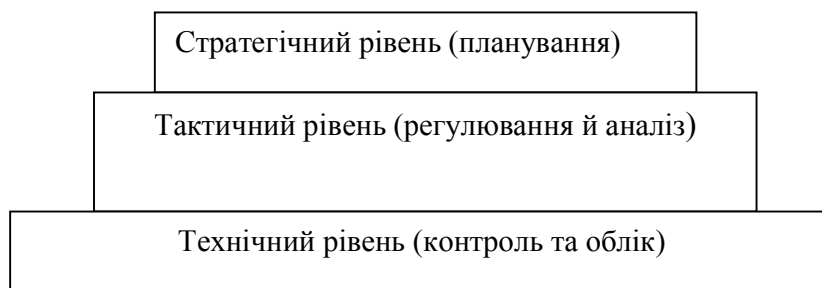 Стратегічний рівень (планування)
Тактичний рівень (регулювання й аналіз)
Технічний рівень (контроль та облік)